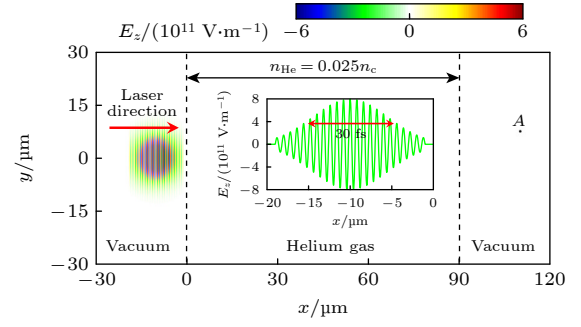 E_z/(10^11 V·m^−1)
−6 0 6
30
15
0
−15
−30
y/μm
Laser
direction
n_He = 0.025n_c
A
8
4
0
−4
−8
E_z/(10^11 V·m^−1)
30 fs
−20 −15 −10 −5 0
x/μm
Vacuum Helium gas Vacuum
−30 0 30 60 90 120
x/μm